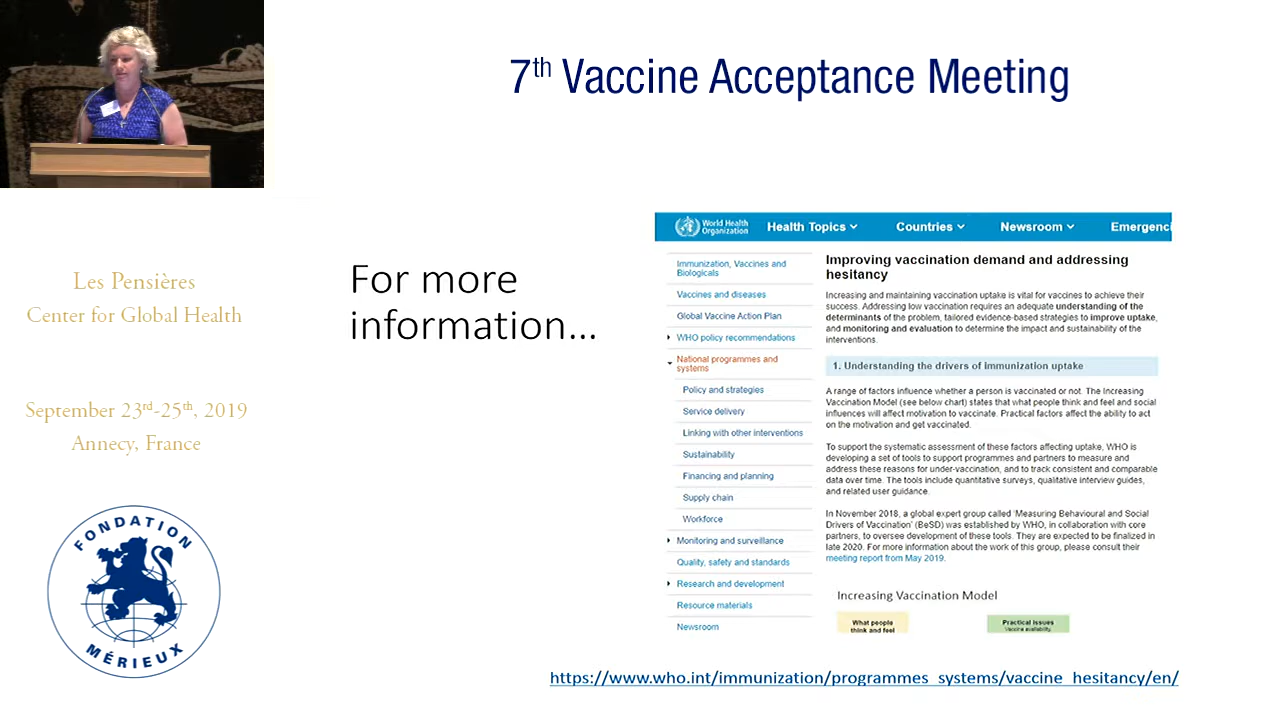 7th Vaccine Acceptance Meeting
Les Pensières
Center for Global Health
September 23rd-25th, 2019
Annecy, France
FONDATION
MÉRIEUX
For more
information...
World Health
Organization
Health Topics
Countries
Newsroom
Emergenci
Immunization, Vaccines and
Biologicals
Vaccines and diseases
Global Vaccine Action Plan
WHO policy recommendations
National programmes and
systems
Policy and strategies
Service delivery
Linking with other interventions
Sustainability
Financing and planning
Supply chain
Workforce
Monitoring and surveillance
Quality, safety and standards
Research and development
Resource materials
Newsroom
Improving vaccination demand and addressing
hesitancy
Increasing and maintaining vaccination uptake is vital for vaccines to achieve their
success. Addressing low vaccination requires an adequate understanding of the
determinants of the problem, tailored evidence-based strategies to improve uptake,
and monitoring and evaluation to determine the impact and sustainability of the
interventions.
1. Understanding the drivers of immunization uptake
A range of factors influence whether a person is vaccinated or not. The Increasing
Vaccination Model (see below chart) states that what people think and feel and social
influences will affect motivation to vaccinate. Practical factors affect the ability to act
on the motivation and get vaccinated.
To support the systematic assessment of these factors affecting uptake, WHO is
developing a set of tools to support programmes and partners to measure and
address these reasons for under-vaccination, and to track consistent and comparable
data over time. The tools include quantitative surveys, qualitative interview guides,
and related user guidance.
In November 2018, a global expert group called 'Measuring Behavioural and Social
Drivers of Vaccination' (BeSD) was established by WHO, in collaboration with core
partners, to oversee development of these tools. They are expected to be finalized in
late 2020. For more information about the work of this group, please consult their
meeting report from May 2019.
Increasing Vaccination Model
What people
think and feel
Practical issues
Vaccine availability,
https://www.who.int/immunization/programmes_systems/vaccine_hesitancy/en/